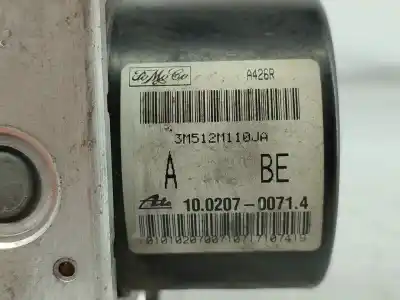 FoMoCo A426R
3M512M110JA
A BE
Ate 10.0207-0071.4